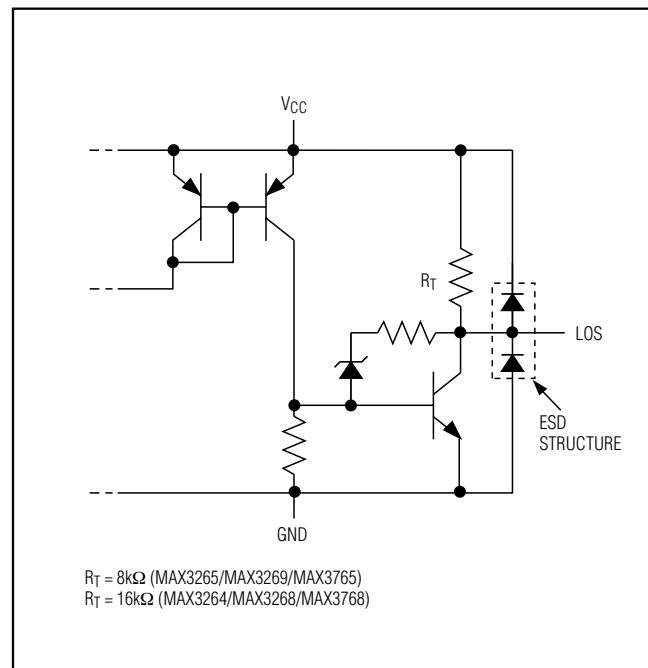 VCC
RT
LOS
ESD
STRUCTURE
GND
RT = 8kΩ (MAX3265/MAX3269/MAX3765)
RT = 16kΩ (MAX3264/MAX3268/MAX3768)